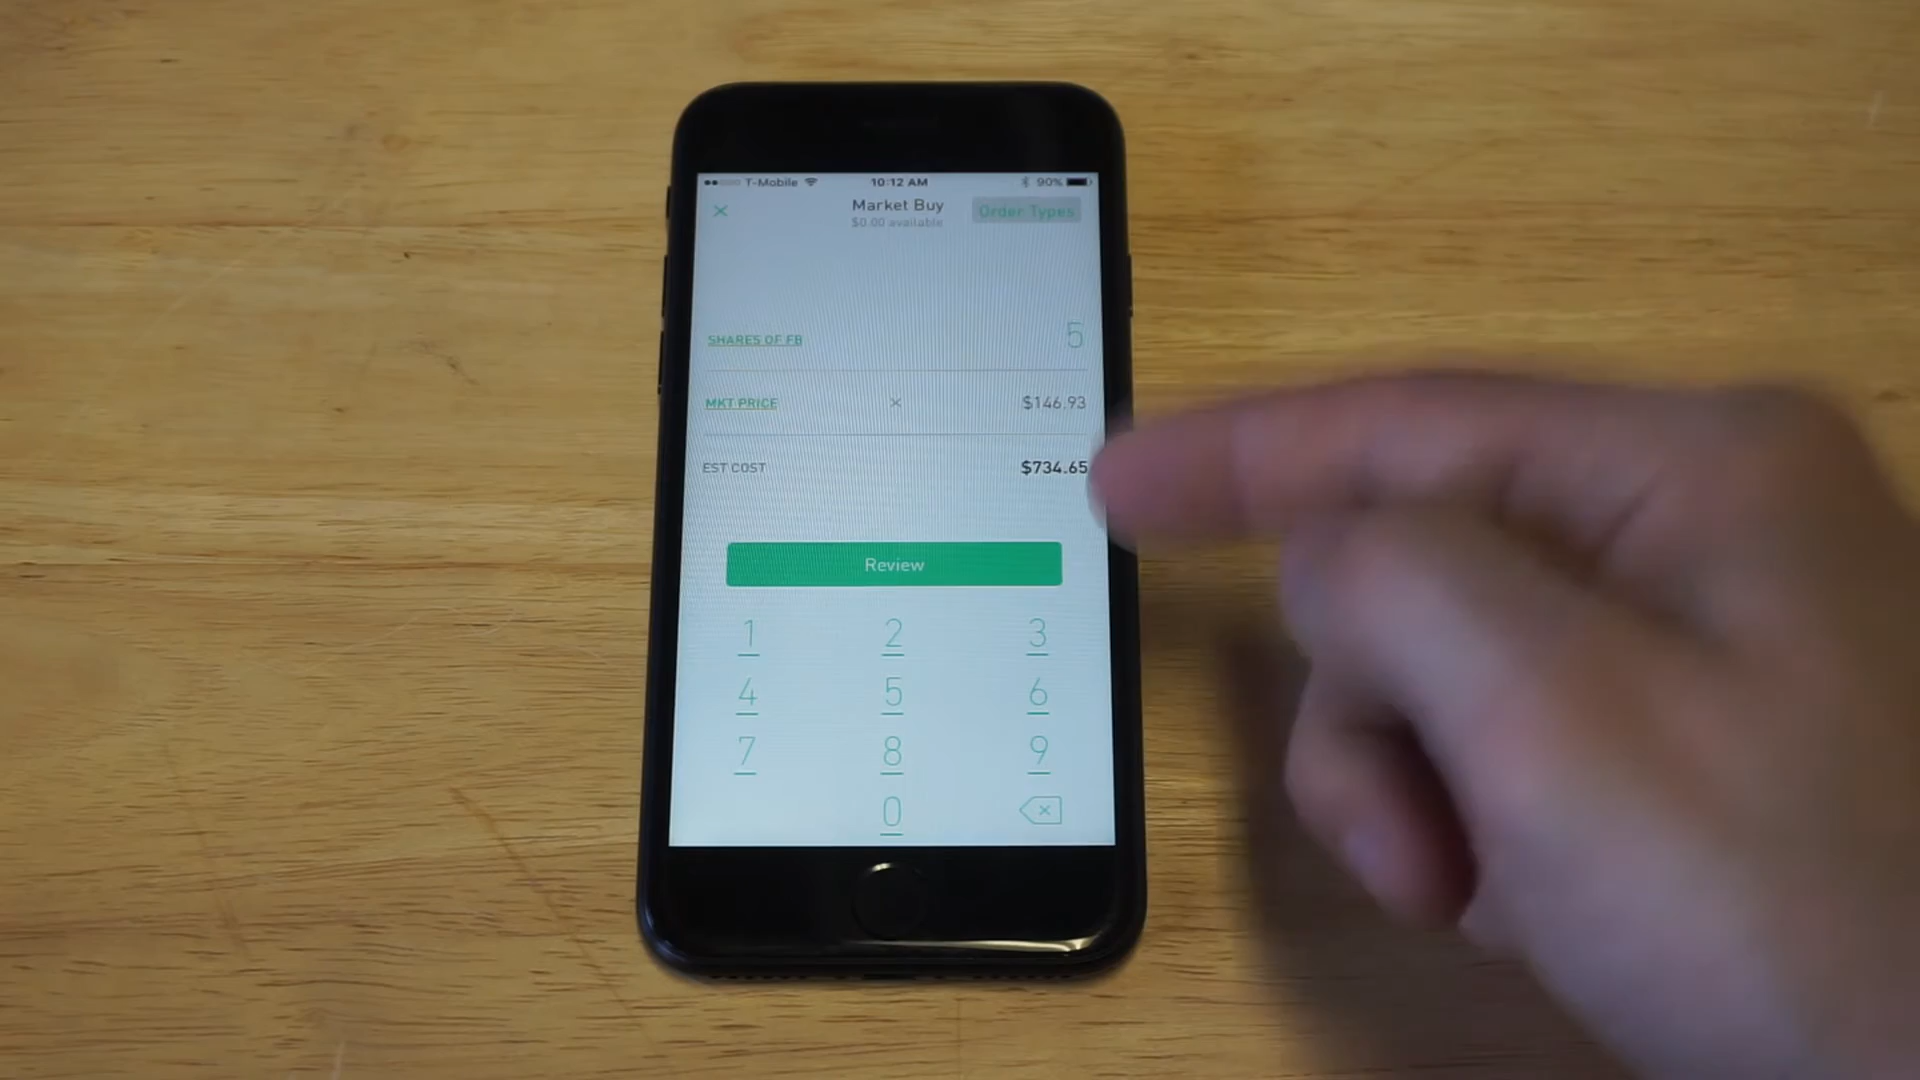 T-Mobile 10:12 AM 90%
Market Buy
Order Types
$0.00 available
SHARES OF FB 5
MKT PRICE × $146.93
EST COST $734.65
Review
1 2 3
4 5 6
7 8 9
0